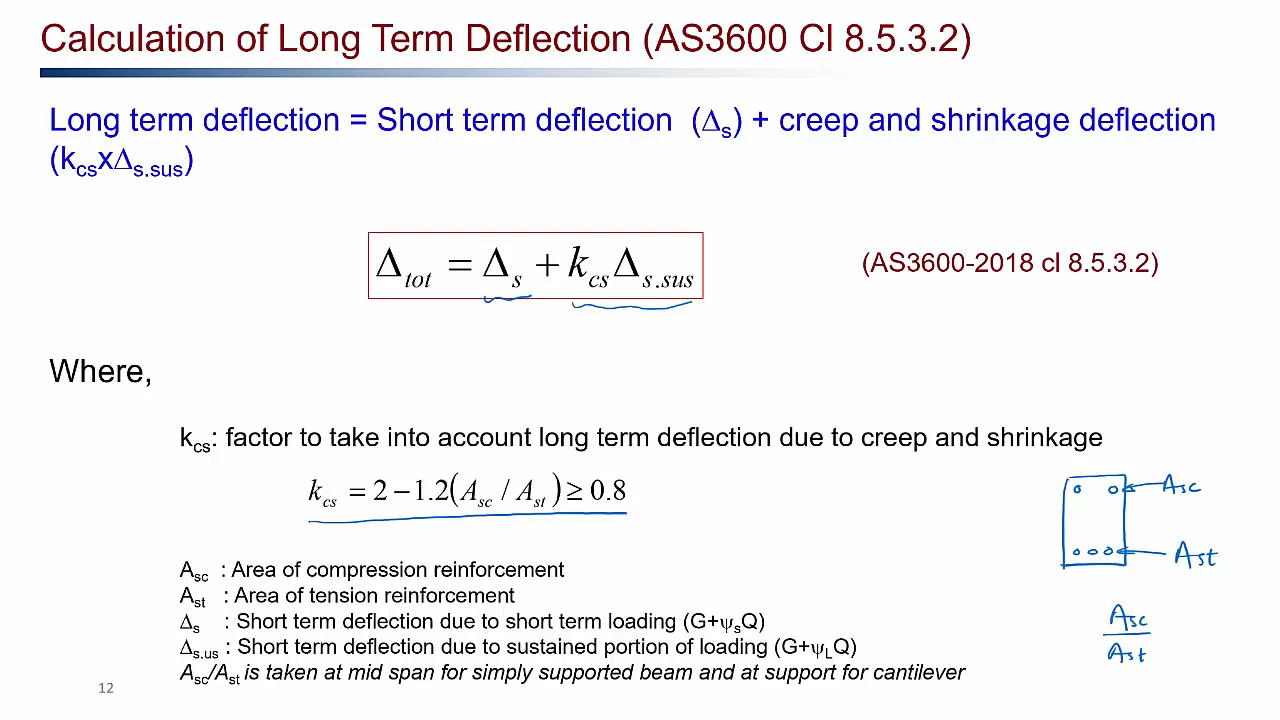 Calculation of Long Term Deflection (AS3600 Cl 8.5.3.2)
Long term deflection = Short term deflection (Δs) + creep and shrinkage deflection
(kcsxΔs.sus)
Δtot = Δs + kcsΔs.sus
(AS3600-2018 cl 8.5.3.2)
Where,
kcs: factor to take into account long term deflection due to creep and shrinkage
kcs = 2 − 1.2(Asc / Ast) ≥ 0.8
Asc
Ast
Asc : Area of compression reinforcement
Ast : Area of tension reinforcement
Δs : Short term deflection due to short term loading (G+ψsQ)
Δs.us : Short term deflection due to sustained portion of loading (G+ψLQ)
Asc/Ast is taken at mid span for simply supported beam and at support for cantilever
Asc
Ast
12